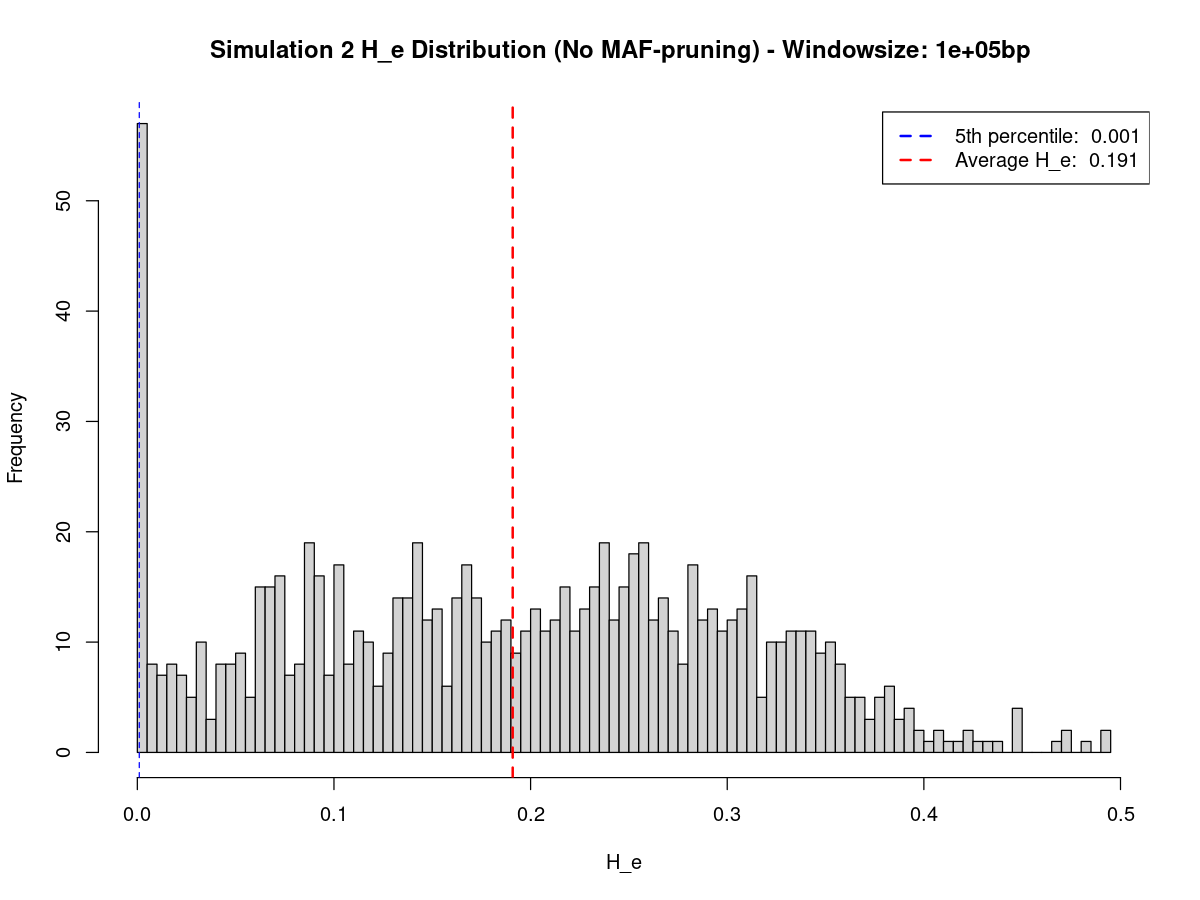 Simulation 2 H_e Distribution (No MAF-pruning) - Windowsize: 1e+05bp
5th percentile:  0.001
Average H_e:  0.191
Frequency
50
40
30
20
10
0
0.0 0.1 0.2 0.3 0.4 0.5
H_e